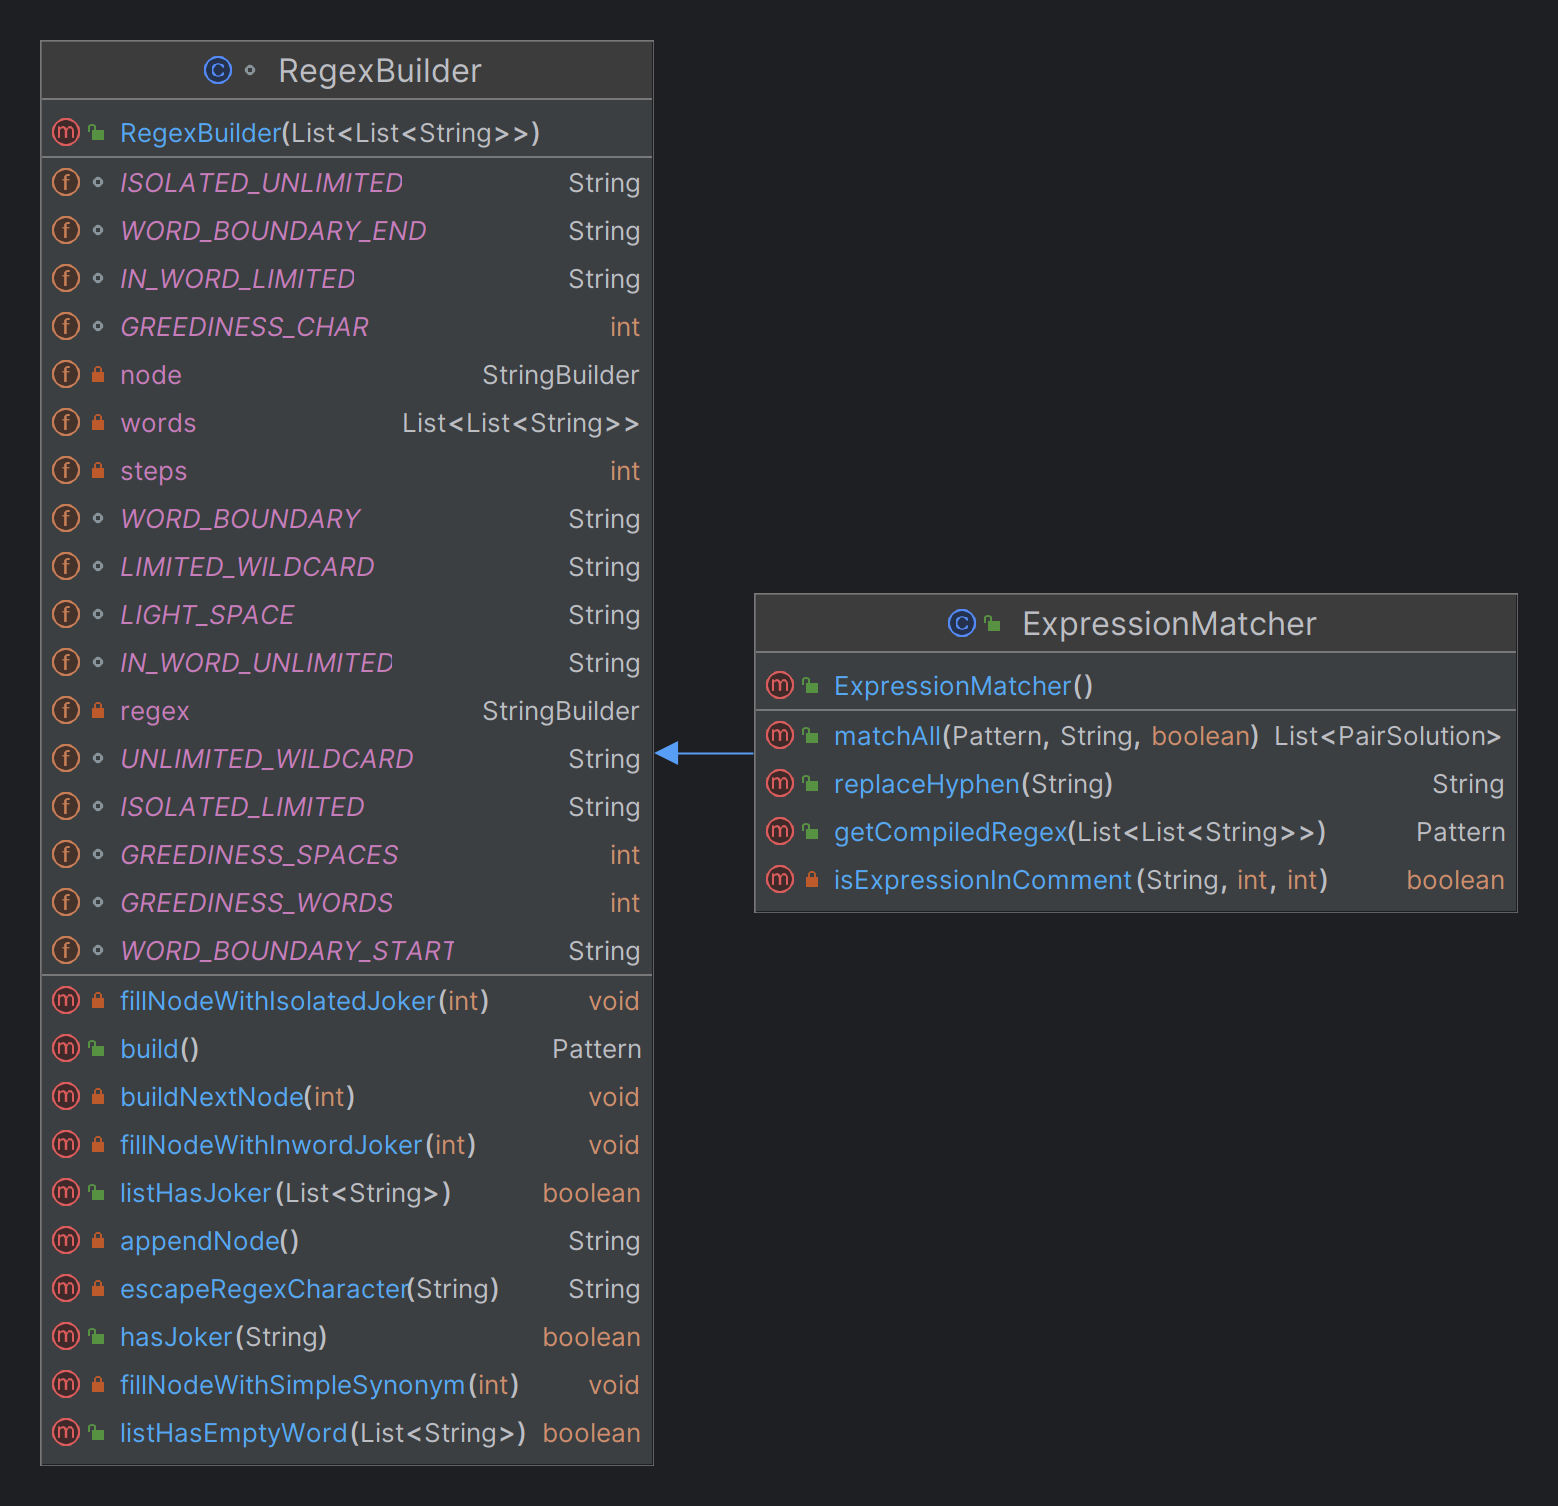 RegexBuilder
RegexBuilder(List<List<String>>)
ISOLATED_UNLIMITED String
WORD_BOUNDARY_END String
IN_WORD_LIMITED String
GREEDINESS_CHAR int
node StringBuilder
words List<List<String>>
steps int
WORD_BOUNDARY String
LIMITED_WILDCARD String
LIGHT_SPACE String
IN_WORD_UNLIMITED String
regex StringBuilder
UNLIMITED_WILDCARD String
ISOLATED_LIMITED String
GREEDINESS_SPACES int
GREEDINESS_WORDS int
WORD_BOUNDARY_START String
fillNodeWithIsolatedJoker(int) void
build() Pattern
buildNextNode(int) void
fillNodeWithInwordJoker(int) void
listHasJoker(List<String>) boolean
appendNode() String
escapeRegexCharacter(String) String
hasJoker(String) boolean
fillNodeWithSimpleSynonym(int) void
listHasEmptyWord(List<String>) boolean
ExpressionMatcher
ExpressionMatcher()
matchAll(Pattern, String, boolean) List<PairSolution>
replaceHyphen(String) String
getCompiledRegex(List<List<String>>) Pattern
isExpressionInComment(String, int, int) boolean